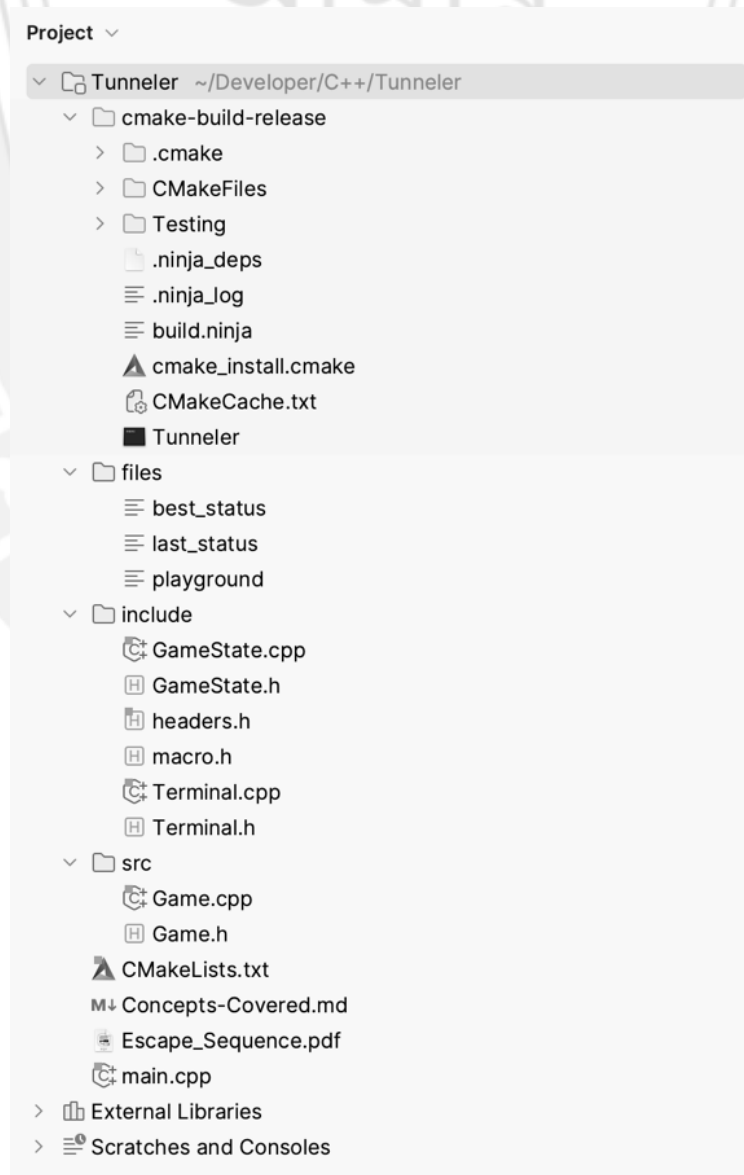 Project
Tunneler ~/Developer/C++/Tunneler
cmake-build-release
.cmake
CMakeFiles
Testing
.ninja_deps
.ninja_log
build.ninja
cmake_install.cmake
CMakeCache.txt
Tunneler
files
best_status
last_status
playground
include
GameState.cpp
GameState.h
headers.h
macro.h
Terminal.cpp
Terminal.h
src
Game.cpp
Game.h
CMakeLists.txt
M↓ Concepts-Covered.md
Escape_Sequence.pdf
main.cpp
External Libraries
Scratches and Consoles